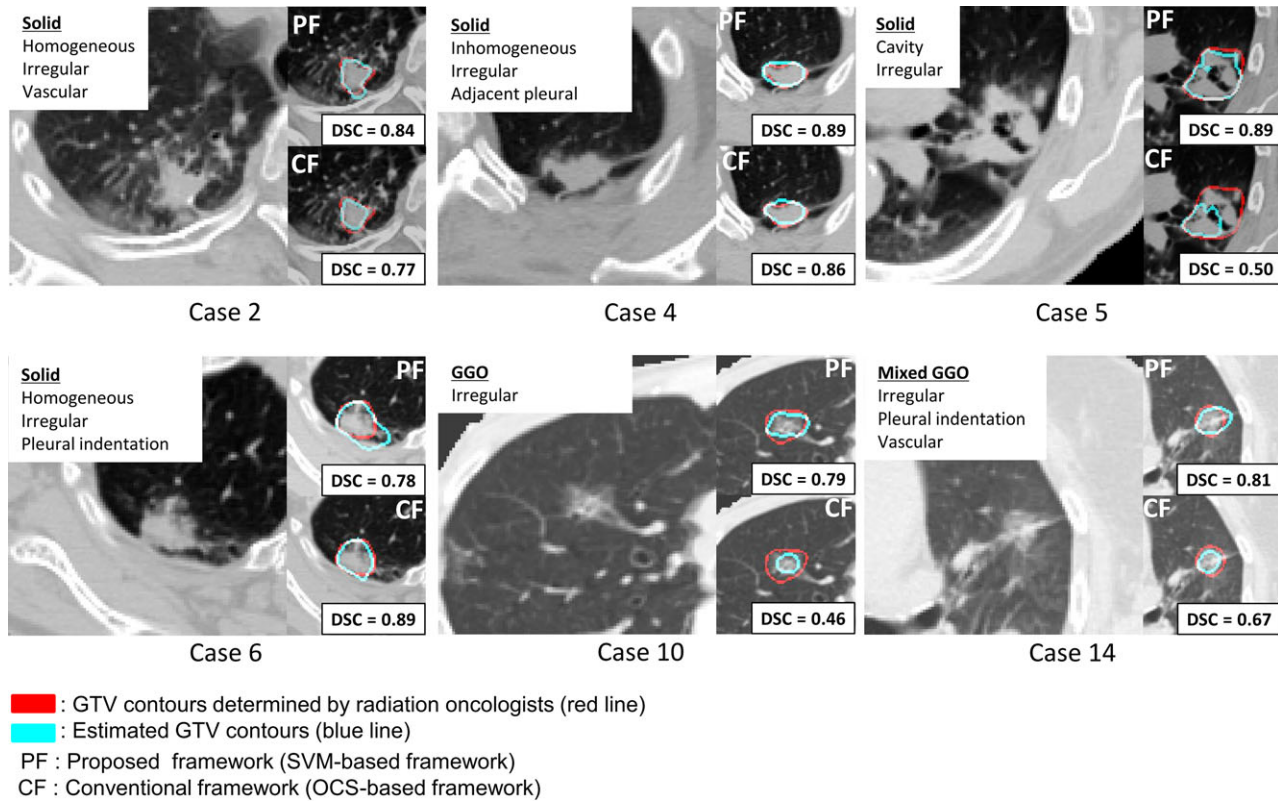 Solid
Homogeneous
Irregular
Vascular
PF
DSC = 0.84
CF
DSC = 0.77
Case 2
Solid
Inhomogeneous
Irregular
Adjacent pleural
PF
DSC = 0.89
CF
DSC = 0.86
Case 4
Solid
Cavity
Irregular
PF
DSC = 0.89
CF
DSC = 0.50
Case 5
Solid
Homogeneous
Irregular
Pleural indentation
PF
DSC = 0.78
CF
DSC = 0.89
Case 6
GGO
Irregular
PF
DSC = 0.79
CF
DSC = 0.46
Case 10
Mixed GGO
Irregular
Pleural indentation
Vascular
PF
DSC = 0.81
CF
DSC = 0.67
Case 14
: GTV contours determined by radiation oncologists (red line)
: Estimated GTV contours (blue line)
PF : Proposed framework (SVM-based framework)
CF : Conventional framework (OCS-based framework)